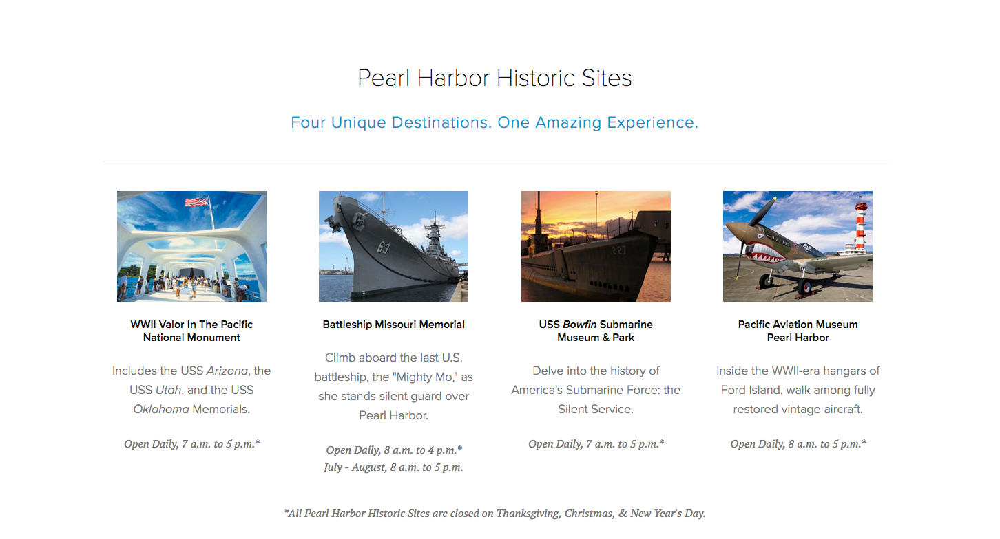 Pearl Harbor Historic Sites
Four Unique Destinations. One Amazing Experience.
63
287
WWII Valor In The Pacific
National Monument
Includes the USS Arizona, the
USS Utah, and the USS
Oklahoma Memorials.
Open Daily, 7 a.m. to 5 p.m.*
Battleship Missouri Memorial
Climb aboard the last U.S.
battleship, the "Mighty Mo," as
she stands silent guard over
Pearl Harbor.
Open Daily, 8 a.m. to 4 p.m.*
July - August, 8 a.m. to 5 p.m.
USS Bowfin Submarine
Museum & Park
Delve into the history of
America's Submarine Force: the
Silent Service.
Open Daily, 7 a.m. to 5 p.m.*
Pacific Aviation Museum
Pearl Harbor
Inside the WWII-era hangars of
Ford Island, walk among fully
restored vintage aircraft.
Open Daily, 8 a.m. to 5 p.m.*
*All Pearl Harbor Historic Sites are closed on Thanksgiving, Christmas, & New Year's Day.